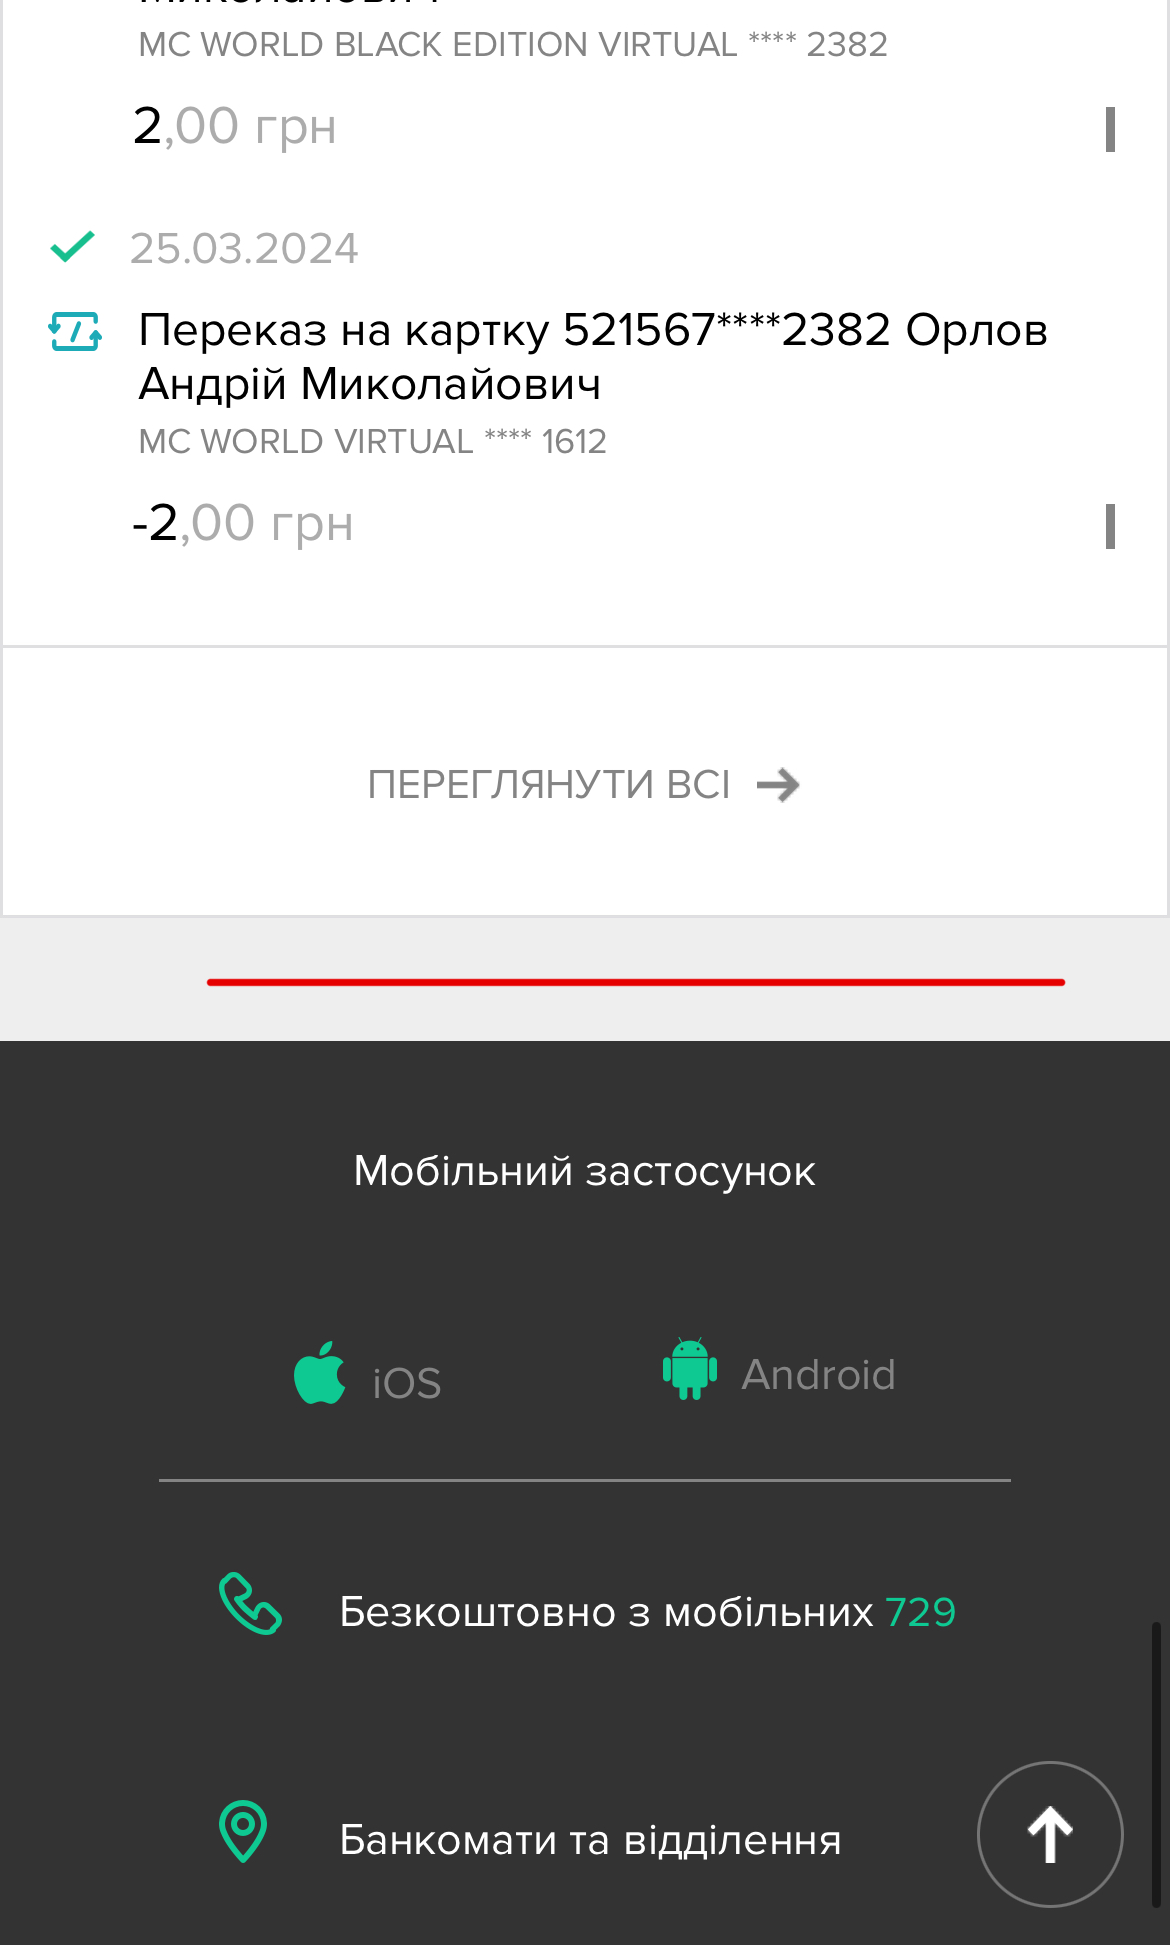 MC WORLD BLACK EDITION VIRTUAL **** 2382
2,00 грн
25.03.2024
Переказ на картку 521567****2382 Орлов
Андрій Миколайович
MC WORLD VIRTUAL **** 1612
-2,00 грн
ПЕРЕГЛЯНУТИ ВСІ
Мобільний застосунок
iOS
Android
Безкоштовно з мобільних 729
Банкомати та відділення